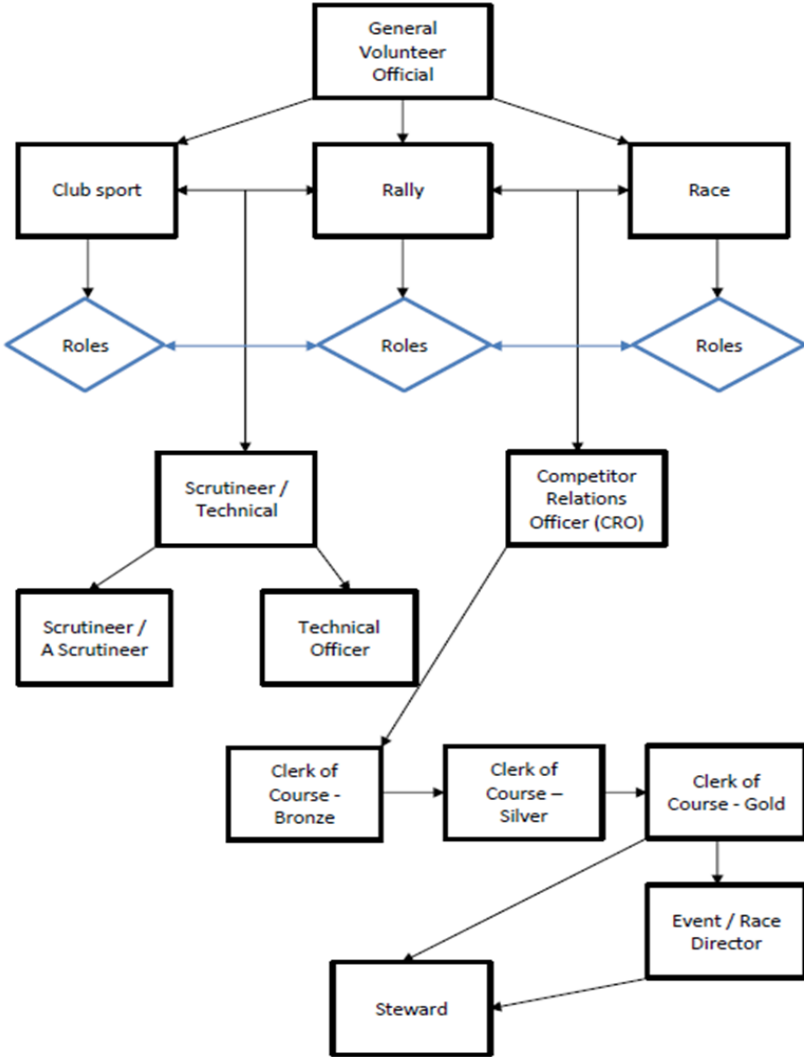 General
Volunteer
Official
Club sport
Rally
Race
Roles
Roles
Roles
Scrutineer /
Technical
Competitor
Relations
Officer (CRO)
Scrutineer /
A Scrutineer
Technical
Officer
Clerk of
Course -
Bronze
Clerk of
Course –
Silver
Clerk of
Course - Gold
Event / Race
Director
Steward